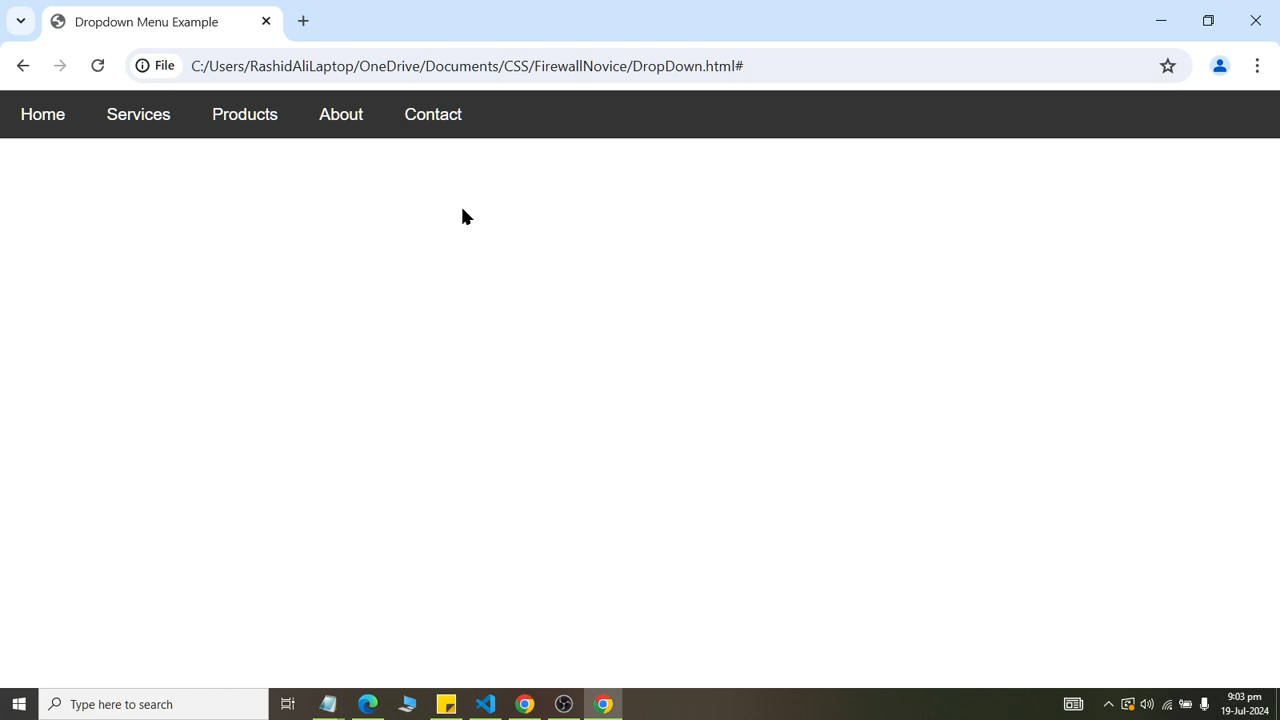 Dropdown Menu Example
File C:/Users/RashidAliLaptop/OneDrive/Documents/CSS/FirewallNovice/DropDown.html#
Home Services Products About Contact
Type here to search
9:03 pm
19-Jul-2024